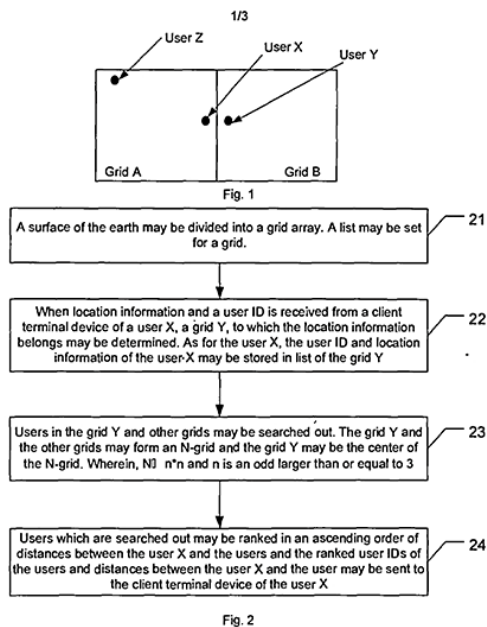 1/3
User Z
User X
User Y
Grid A
Grid B
Fig. 1
A surface of the earth may be divided into a grid array. A list may be set
for a grid.
21
When location information and a user ID is received from a client
terminal device of a user X, a grid Y, to which the location information
belongs may be determined. As for the user X, the user ID and location
information of the user X may be stored in list of the grid Y
22
Users in the grid Y and other grids may be searched out. The grid Y and
the other grids may form an N-grid and the grid Y may be the center of
the N-grid. Wherein, N n*n and n is an odd larger than or equal to 3
23
Users which are searched out may be ranked in an ascending order of
distances between the user X and the users and the ranked user IDs of
the users and distances between the user X and the user may be sent to
the client terminal device of the user X
24
Fig. 2